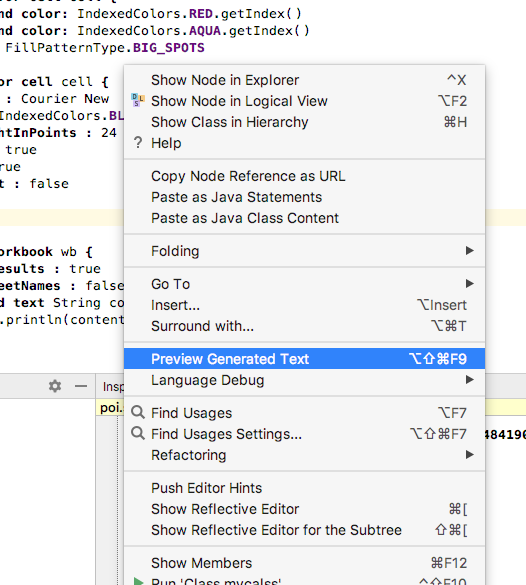 nd color: IndexedColors.RED.getIndex()
nd color: IndexedColors.AQUA.getIndex()
FillPatternType.BIG_SPOTS
or cell cell {
: Courier New
IndexedColors.BL
ntInPoints : 24
true
rue
t : false
orkbook wb {
esults : true
eetNames : false
d text String co
.println(content
Show Node in Explorer ^X
Show Node in Logical View ⌥F2
Show Class in Hierarchy ⌘H
? Help
Copy Node Reference as URL
Paste as Java Statements
Paste as Java Class Content
Folding
Go To
Insert... ⌥Insert
Surround with... ⌥⌘T
Preview Generated Text ⌥⇧⌘F9
Language Debug
Find Usages ⌥F7
Find Usages Settings... ⌥⇧⌘F7
Refactoring
Push Editor Hints
Show Reflective Editor ⌘[
Show Reflective Editor for the Subtree ⇧⌘[
Show Members ⌘F12
Run 'Class mycalss' ^⇧F10
Insp
poi.
484190